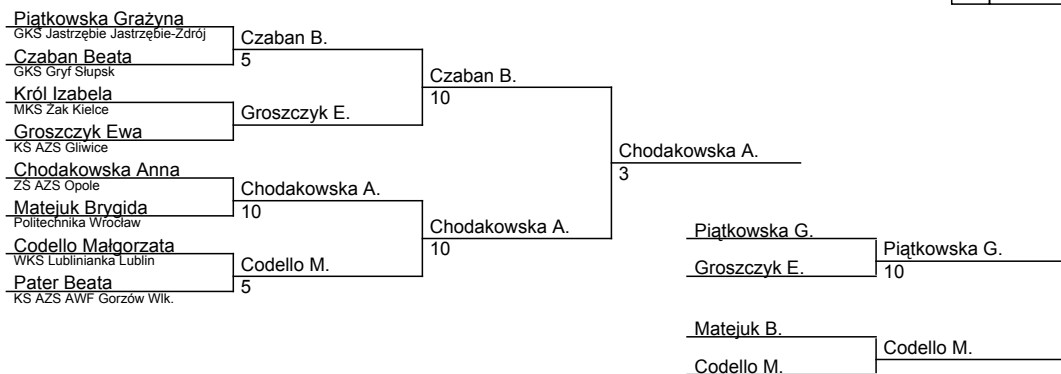 Piątkowska Grażyna
GKS Jastrzębie Jastrzębie-Zdrój
Czaban B.
5
Czaban Beata
GKS Gryf Słupsk
Czaban B.
10
Król Izabela
MKS Żak Kielce
Groszczyk E.
Groszczyk Ewa
KŚ AZS Gliwice
Chodakowska A.
3
Chodakowska Anna
ZŚ AZS Opole
Chodakowska A.
10
Matejuk Brygida
Politechnika Wrocław
Chodakowska A.
10
Codello Małgorzata
WKS Lublinianka Lublin
Codello M.
5
Pater Beata
KS AZS AWF Gorzów Wlk.
Piątkowska G.
Piątkowska G.
10
Groszczyk E.
Matejuk B.
Codello M.
Codello M.